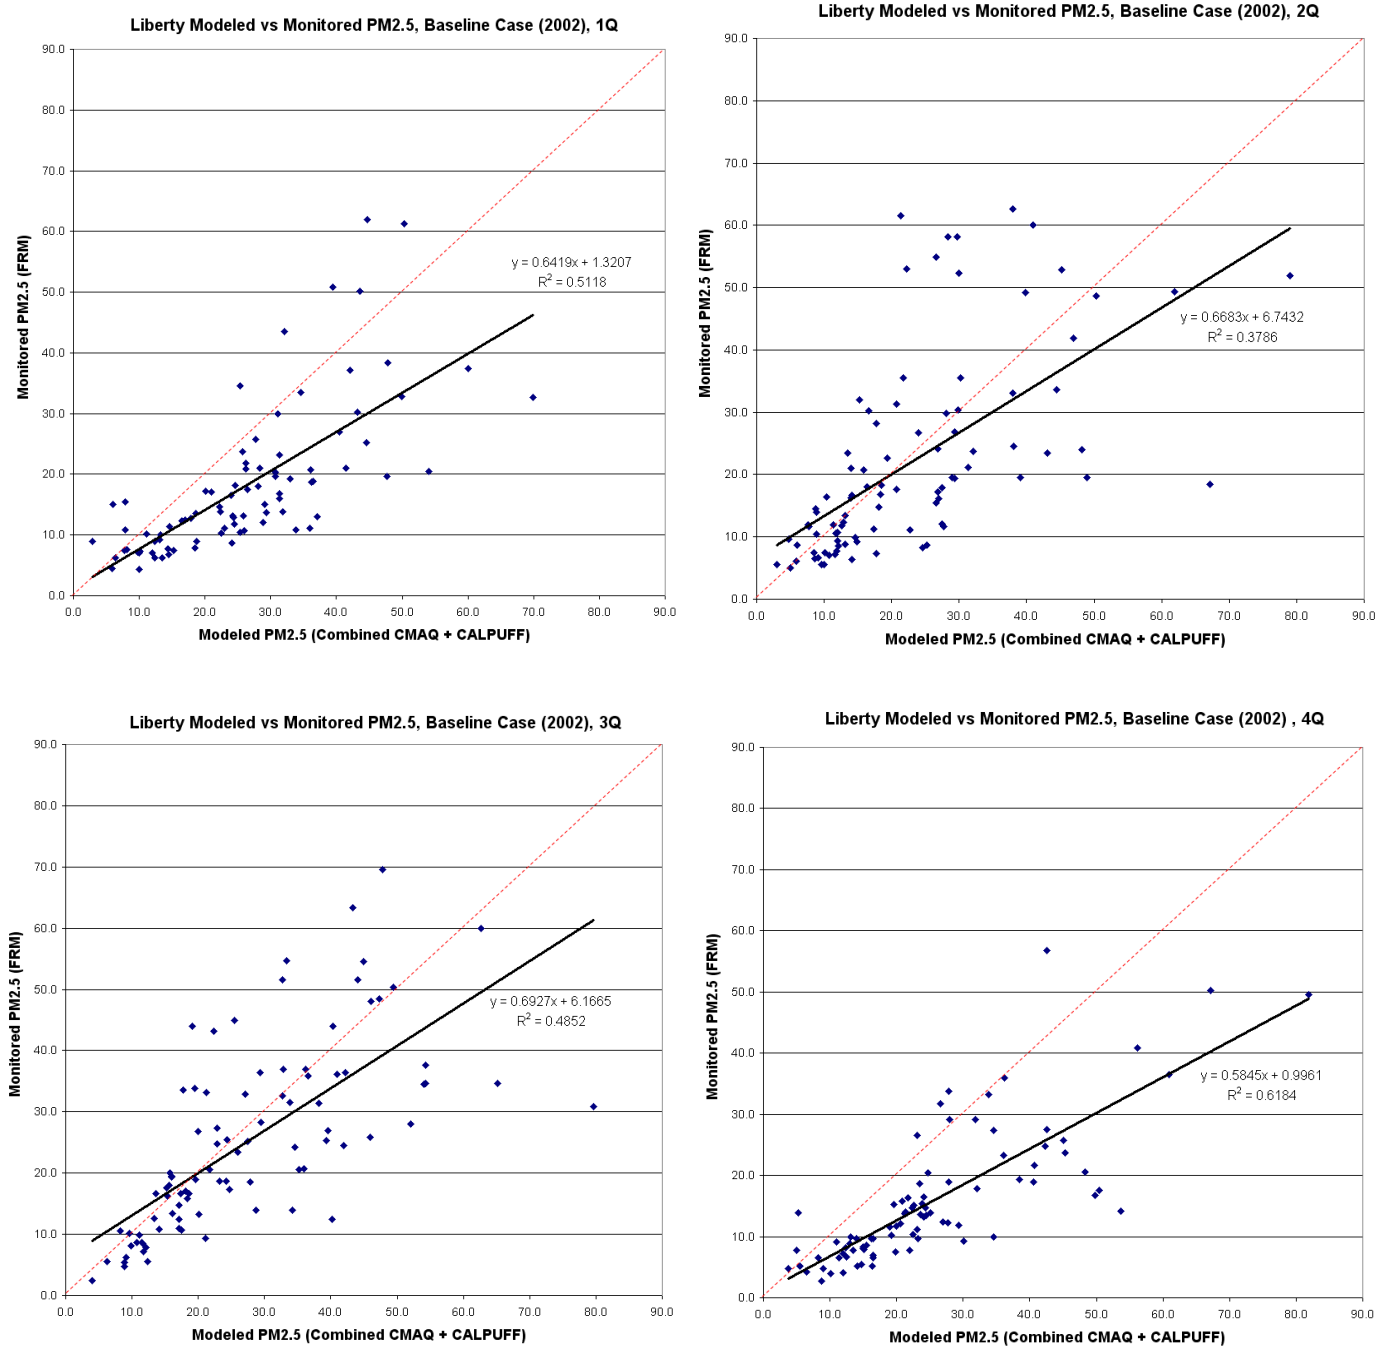 Liberty Modeled vs Monitored PM2.5, Baseline Case (2002), 1Q
90.0
80.0
70.0
60.0
50.0
40.0
30.0
20.0
10.0
0.0
Monitored PM2.5 (FRM)
y = 0.6419x + 1.3207
R² = 0.5118
0.0 10.0 20.0 30.0 40.0 50.0 60.0 70.0 80.0 90.0
Modeled PM2.5 (Combined CMAQ + CALPUFF)
Liberty Modeled vs Monitored PM2.5, Baseline Case (2002), 2Q
90.0
80.0
70.0
60.0
50.0
40.0
30.0
20.0
10.0
0.0
Monitored PM2.5 (FRM)
y = 0.6683x + 6.7432
R² = 0.3786
0.0 10.0 20.0 30.0 40.0 50.0 60.0 70.0 80.0 90.0
Modeled PM2.5 (Combined CMAQ + CALPUFF)
Liberty Modeled vs Monitored PM2.5, Baseline Case (2002), 3Q
90.0
80.0
70.0
60.0
50.0
40.0
30.0
20.0
10.0
0.0
Monitored PM2.5 (FRM)
y = 0.6927x + 6.1665
R² = 0.4852
0.0 10.0 20.0 30.0 40.0 50.0 60.0 70.0 80.0 90.0
Modeled PM2.5 (Combined CMAQ + CALPUFF)
Liberty Modeled vs Monitored PM2.5, Baseline Case (2002) , 4Q
90.0
80.0
70.0
60.0
50.0
40.0
30.0
20.0
10.0
0.0
Monitored PM2.5 (FRM)
y = 0.5845x + 0.9961
R² = 0.6184
0.0 10.0 20.0 30.0 40.0 50.0 60.0 70.0 80.0 90.0
Modeled PM2.5 (Combined CMAQ + CALPUFF)